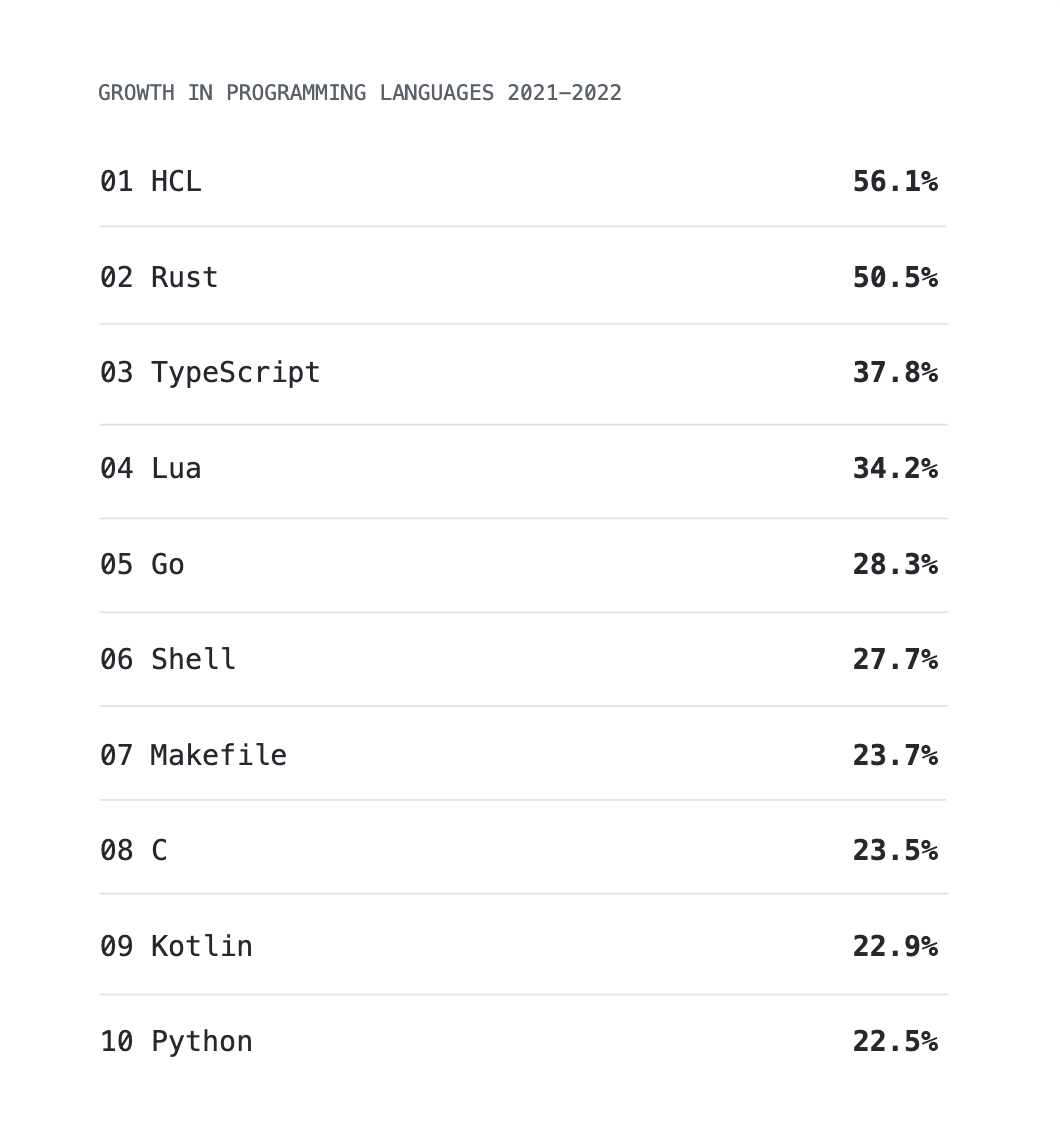 GROWTH IN PROGRAMMING LANGUAGES 2021–2022
01 HCL 56.1%
02 Rust 50.5%
03 TypeScript 37.8%
04 Lua 34.2%
05 Go 28.3%
06 Shell 27.7%
07 Makefile 23.7%
08 C 23.5%
09 Kotlin 22.9%
10 Python 22.5%